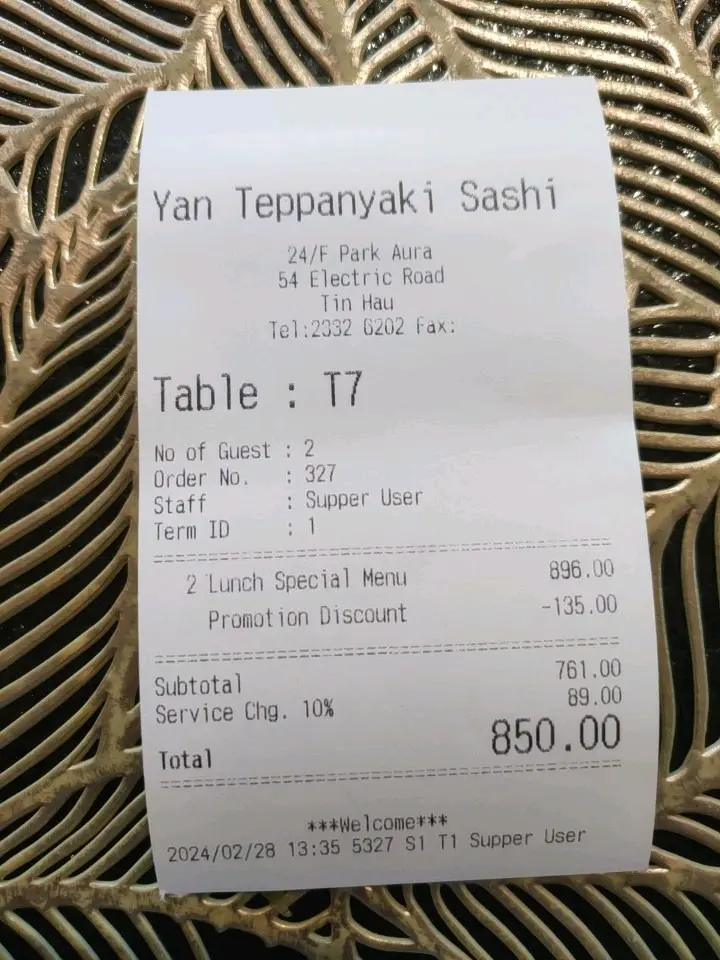 Yan Teppanyaki Sashi
24/F Park Aura
54 Electric Road
Tin Hau
Tel:2332 6202 Fax:
Table : T7
No of Guest : 2
Order No. : 327
Staff : Supper User
Term ID : 1
2 Lunch Special Menu 896.00
Promotion Discount -135.00
Subtotal 761.00
Service Chg. 10% 89.00
Total 850.00
***Welcome***
2024/02/28 13:35 5327 S1 T1 Supper User